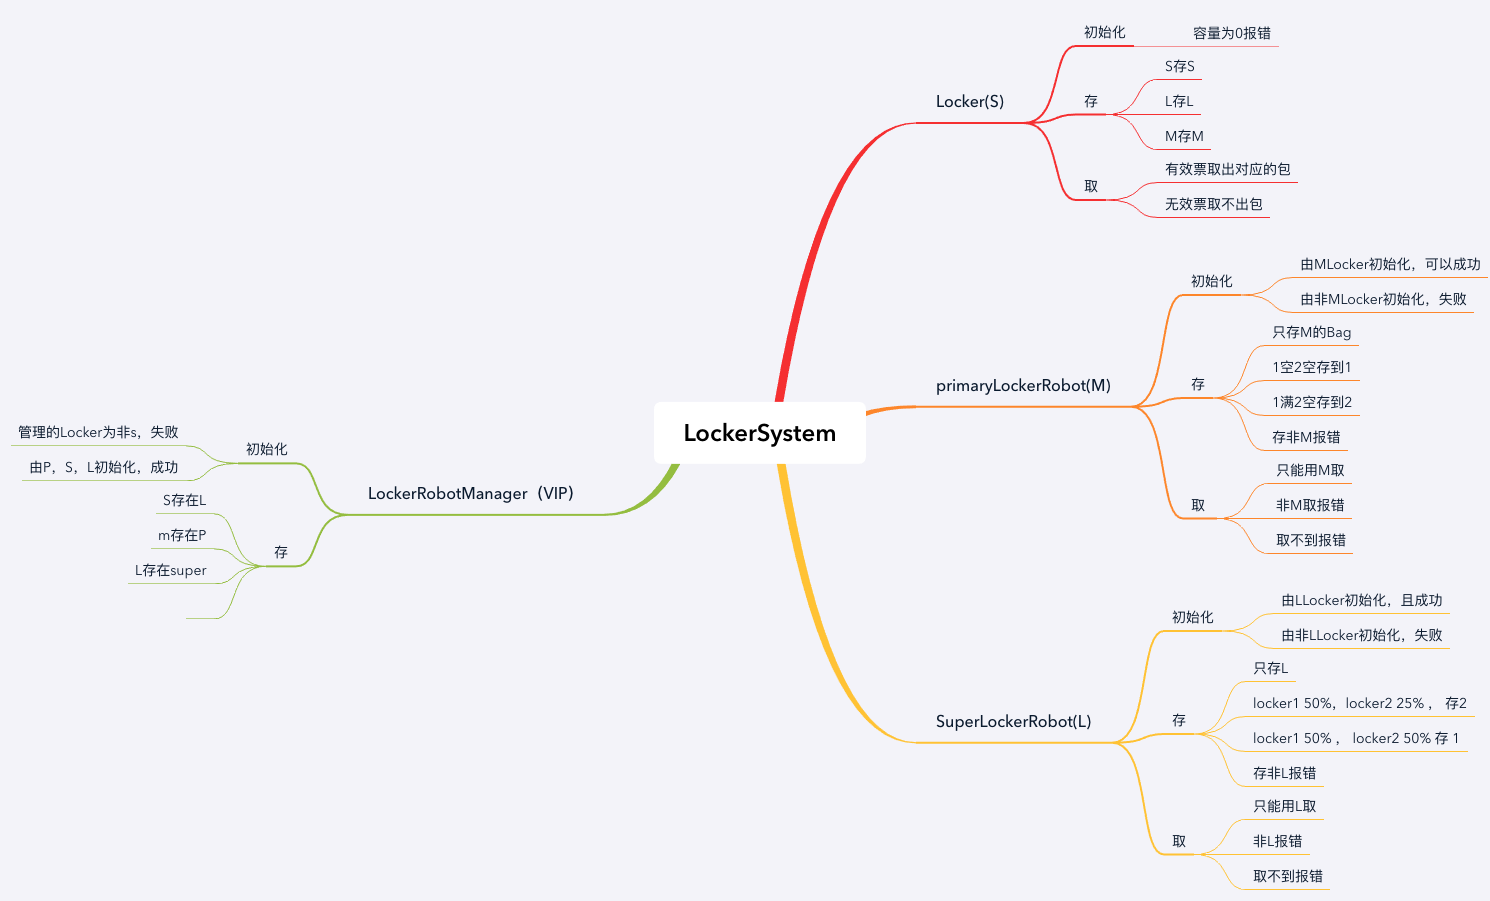 LockerSystem
Locker(S)
初始化
容量为0报错
存
S存S
L存L
M存M
取
有效票取出对应的包
无效票取不出包
primaryLockerRobot(M)
初始化
由MLocker初始化，可以成功
由非MLocker初始化，失败
存
只存M的Bag
1空2空存到1
1满2空存到2
存非M报错
取
只能用M取
非M取报错
取不到报错
SuperLockerRobot(L)
初始化
由LLocker初始化，且成功
由非LLocker初始化，失败
存
只存L
locker1 50%，locker2 25% ， 存2
locker1 50% ， locker2 50% 存 1
存非L报错
取
只能用L取
非L报错
取不到报错
LockerRobotManager（VIP）
初始化
管理的Locker为非s，失败
由P，S，L初始化，成功
存
S存在L
m存在P
L存在super